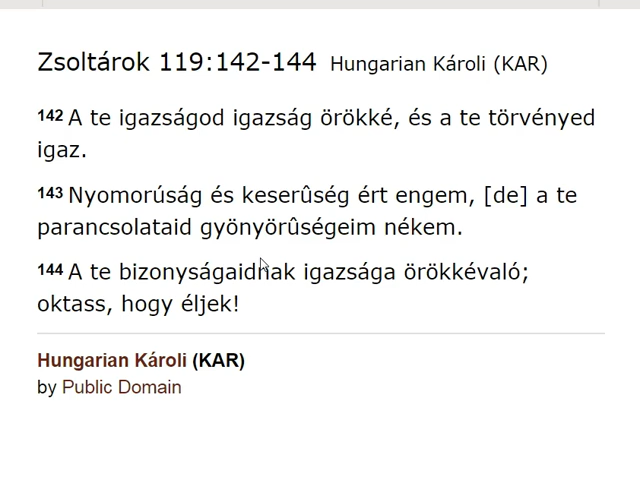 Zsoltárok 119:142-144 Hungarian Károli (KAR)
142 A te igazságod igazság örökké, és a te törvényed
igaz.
143 Nyomorúság és keserûség ért engem, [de] a te
parancsolataid gyönyörûségeim nékem.
144 A te bizonyságaidnak igazsága örökkévaló;
oktass, hogy éljek!
Hungarian Károli (KAR)
by Public Domain